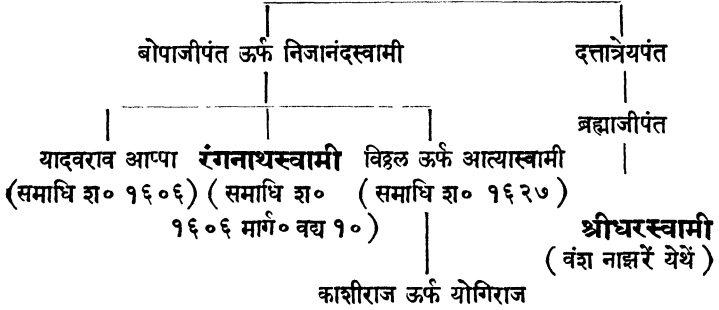 बोपाजीपंत ऊर्फ निजानंदस्वामी दत्तात्रेयपंत
ब्रह्माजीपंत
यादवराव आप्पा रंगनाथस्वामी विठ्ठल ऊर्फ आत्यास्वामी
(समाधि श० १६०६) ( समाधि श० ( समाधि श० १६२७ )
१६०६ मार्ग० वद्य १० )
श्रीधरस्वामी
( वंश नाझरें येथें )
काशीराज ऊर्फ योगिराज